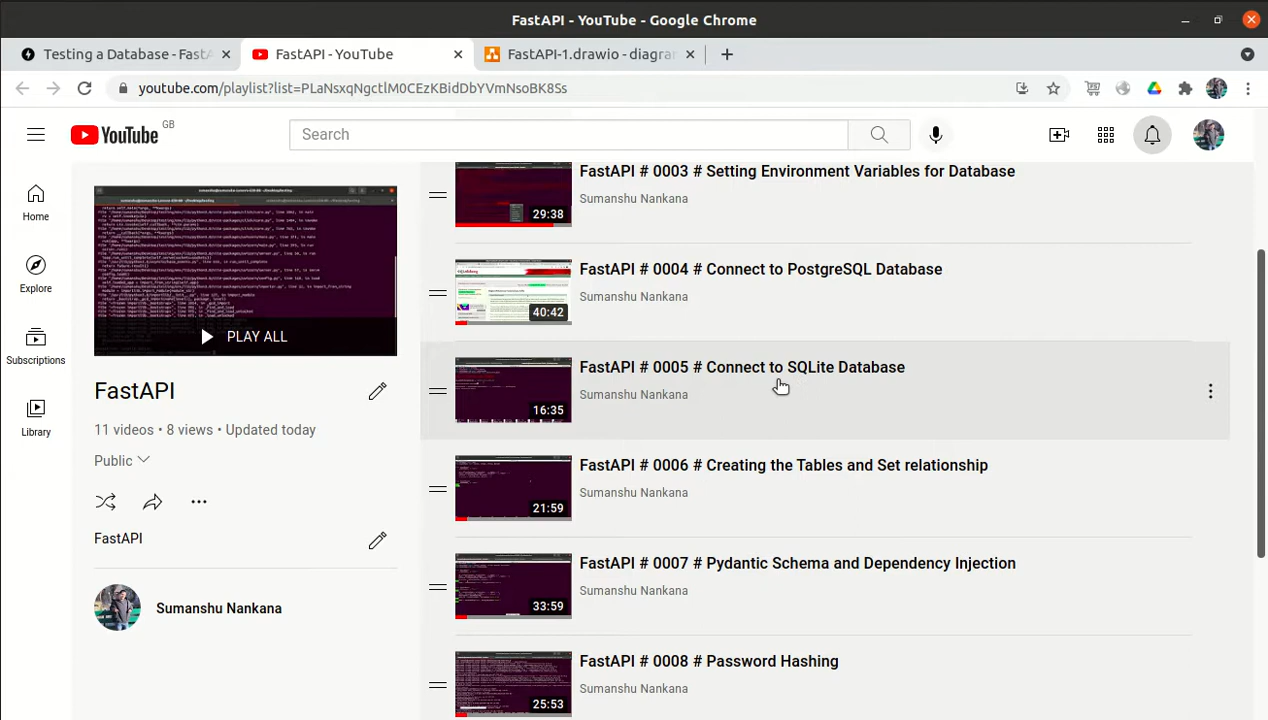 FastAPI - YouTube - Google Chrome
Testing a Database - FastA
FastAPI - YouTube
FastAPI-1.drawio - diagram
youtube.com/playlist?list=PLaNsxqNgctlM0CEzKBidDbYVmNsoBK8Ss
YouTube GB
Search
Home
Explore
Subscriptions
Library
PLAY ALL
FastAPI
11 videos • 8 views • Updated today
Public
FastAPI
Sumanshu Nankana
29:38
FastAPI # 0003 # Setting Environment Variables for Database
Sumanshu Nankana
40:42
FastAPI # 0004 # Connect to PostgreSQL Database
Sumanshu Nankana
16:35
FastAPI # 0005 # Connect to SQLite Database
Sumanshu Nankana
21:59
FastAPI # 0006 # Creating the Tables and Set relationship
Sumanshu Nankana
33:59
FastAPI # 0007 # Pydantic Schema and Dependency Injection
Sumanshu Nankana
25:53
FastAPI # 0008 # Password Hashing
Sumanshu Nankana